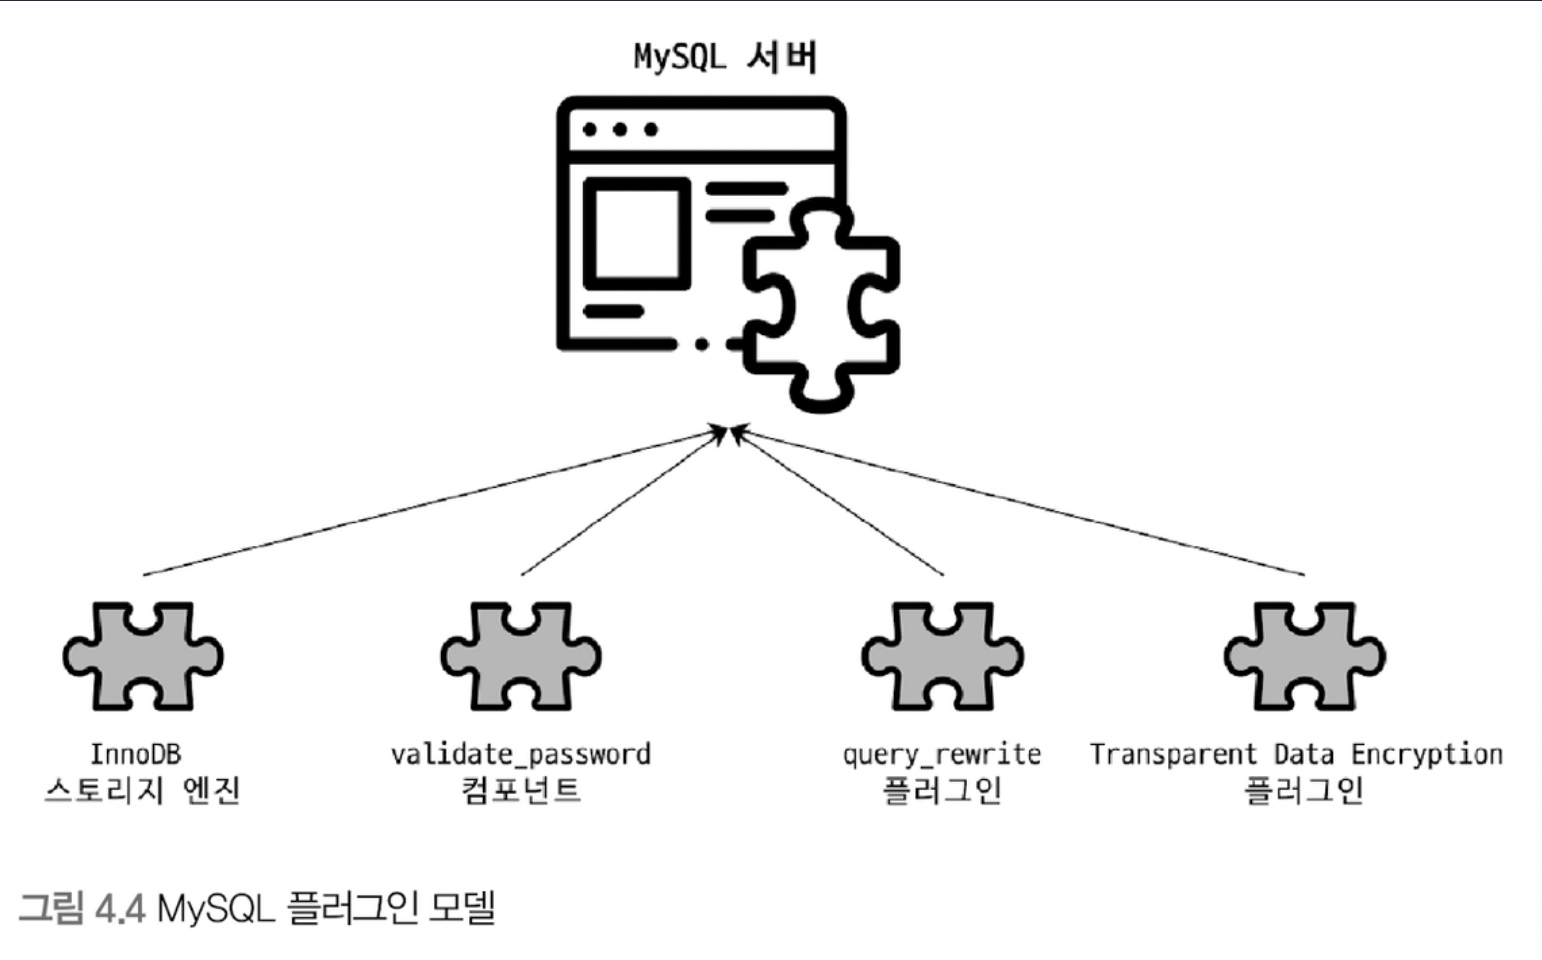 MySQL 서버
InnoDB
스토리지 엔진
validate_password
컴포넌트
query_rewrite
플러그인
Transparent Data Encryption
플러그인
그림 4.4 MySQL 플러그인 모델